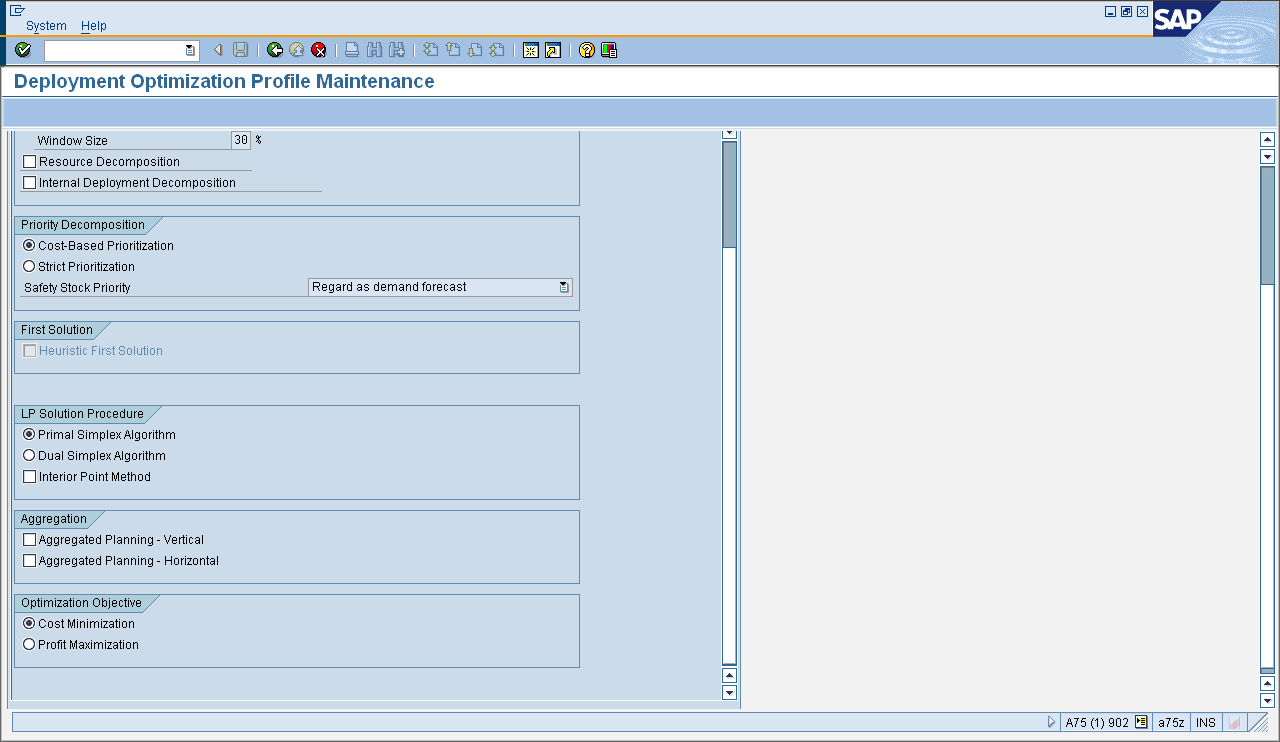 System Help
SAP
Deployment Optimization Profile Maintenance
Window Size 30 %
Resource Decomposition
Internal Deployment Decomposition
Priority Decomposition
Cost-Based Prioritization
Strict Prioritization
Safety Stock Priority Regard as demand forecast
First Solution
Heuristic First Solution
LP Solution Procedure
Primal Simplex Algorithm
Dual Simplex Algorithm
Interior Point Method
Aggregation
Aggregated Planning - Vertical
Aggregated Planning - Horizontal
Optimization Objective
Cost Minimization
Profit Maximization
A75 (1) 902 a75z INS